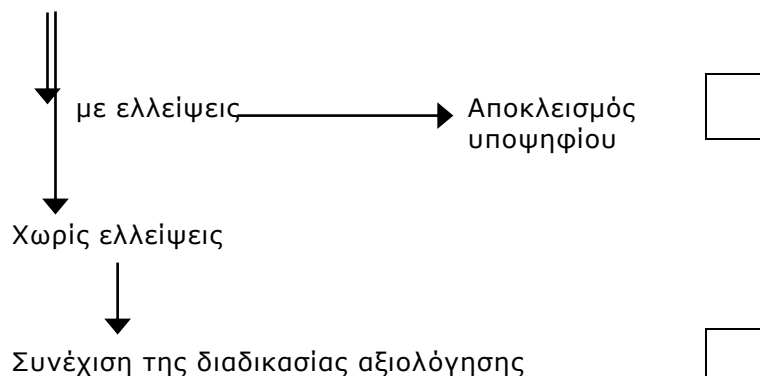 με ελλείψεις
Αποκλεισμός
υποψηφίου
Χωρίς ελλείψεις
Συνέχιση της διαδικασίας αξιολόγησης